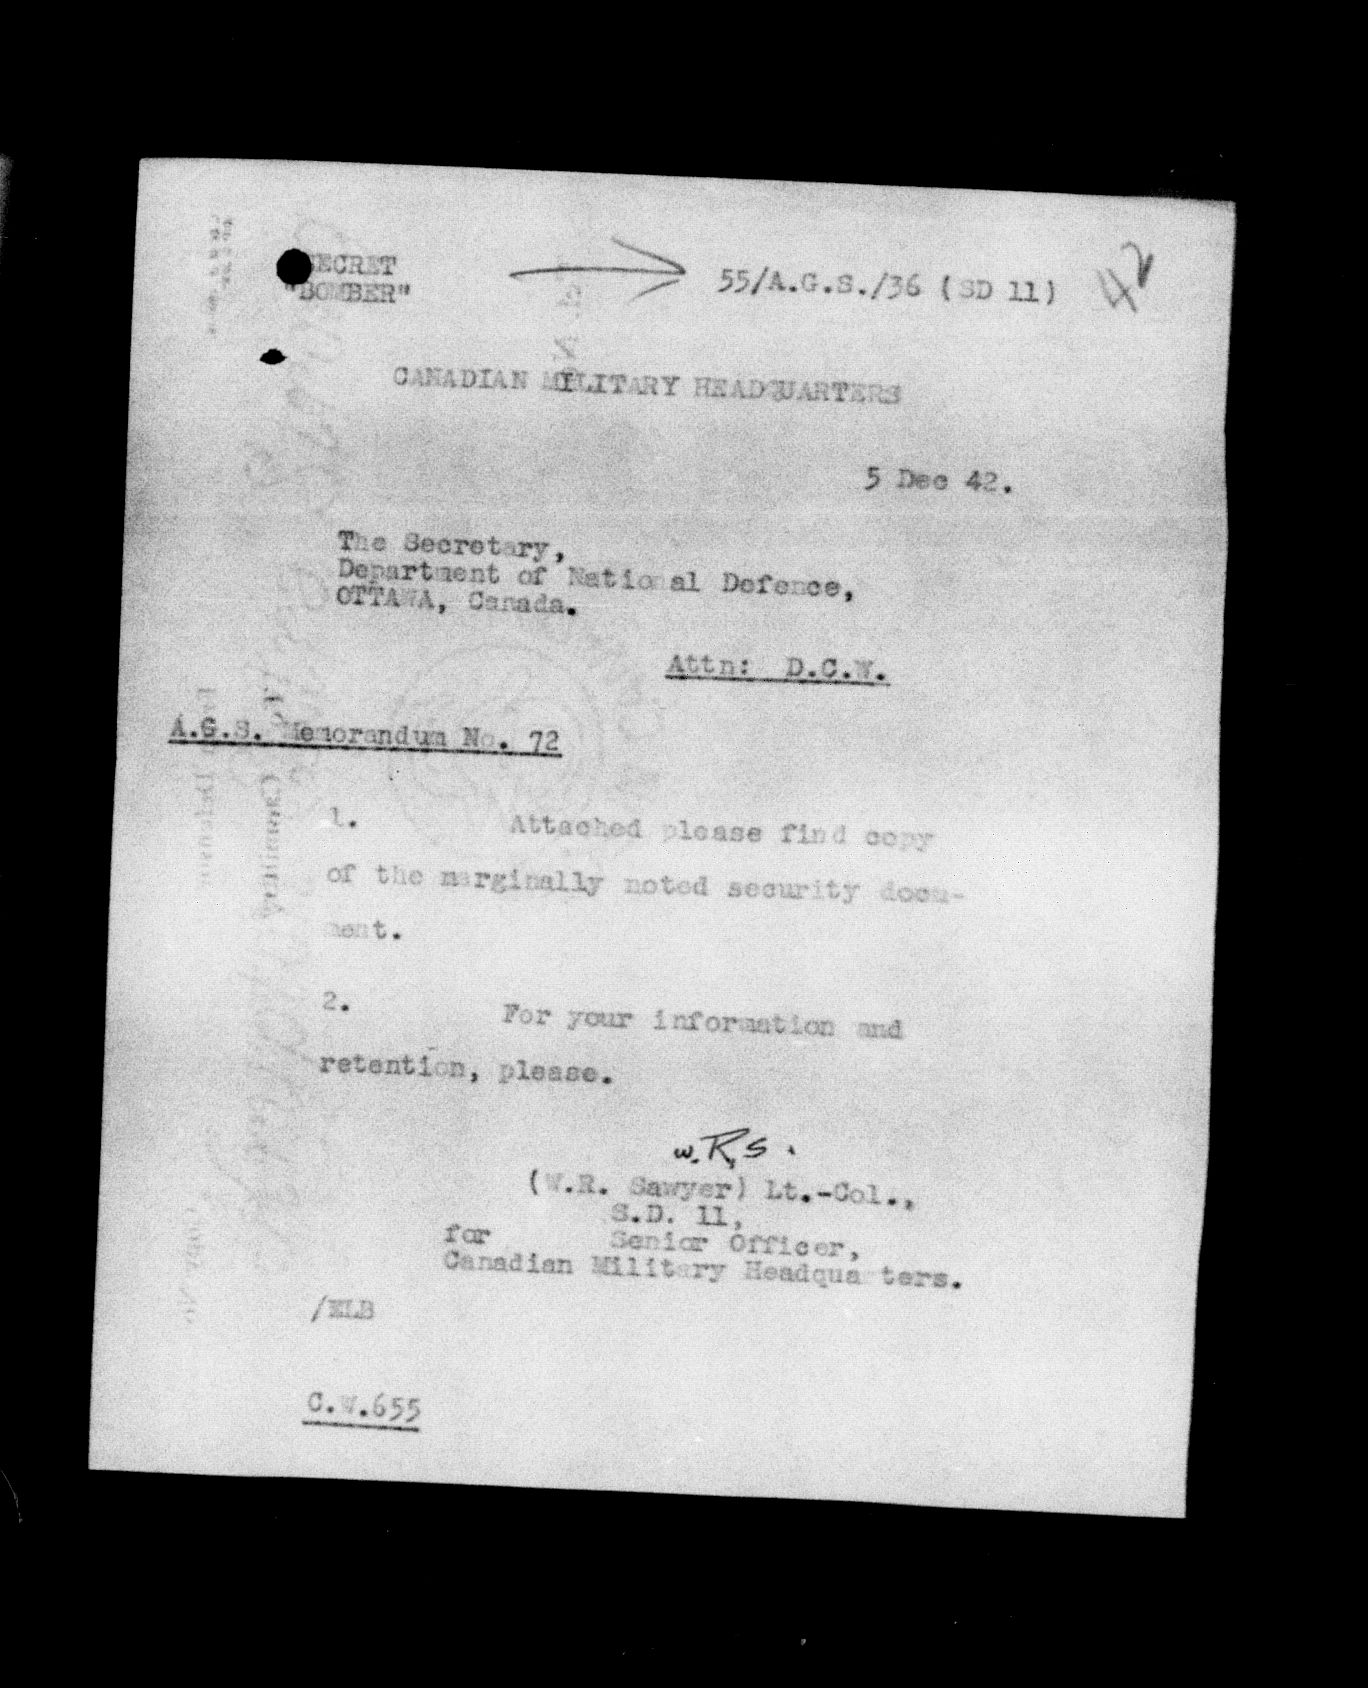 SECRET
"BOMBER"
55/A.G.S./36 (SD 11)
42
CANADIAN MILITARY HEADQUARTERS
5 Dec 42.
The Secretary,
Department of National Defence,
OTTAWA, Canada.
Attn: D.C.W.
A.G.S. Memorandum No. 72
1. Attached please find copy
of the marginally noted security docu-
ment.
2. For your information and
retention, please.
W.R.S.
(W.R. Sawyer) Lt.-Col.,
S.D. 11,
for Senior Officer,
Canadian Military Headquarters.
/ELB
C.W.655